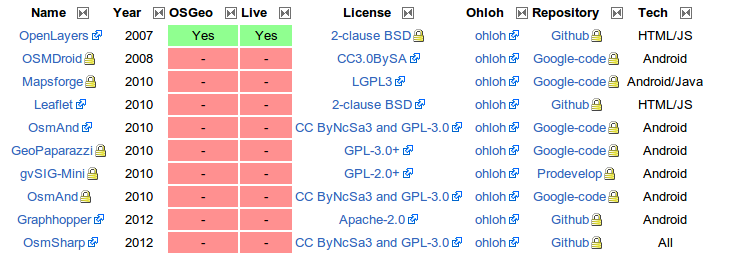 Name Year OSGeo Live License Ohloh Repository Tech
OpenLayers 2007 Yes Yes 2-clause BSD ohloh Github HTML/JS
OSMDroid 2008 - - CC3.0BySA ohloh Google-code Android
Mapsforge 2010 - - LGPL3 ohloh Google-code Android/Java
Leaflet 2010 - - 2-clause BSD ohloh Github HTML/JS
OsmAnd 2010 - - CC ByNcSa3 and GPL-3.0 ohloh Google-code Android
GeoPaparazzi 2010 - - GPL-3.0+ ohloh Google-code Android
gvSIG-Mini 2010 - - GPL-2.0+ ohloh Prodevelop Android
OsmAnd 2010 - - CC ByNcSa3 and GPL-3.0 ohloh Google-code Android
Graphhopper 2012 - - Apache-2.0 ohloh Github Android
OsmSharp 2012 - - CC ByNcSa3 and GPL-3.0 ohloh Github All